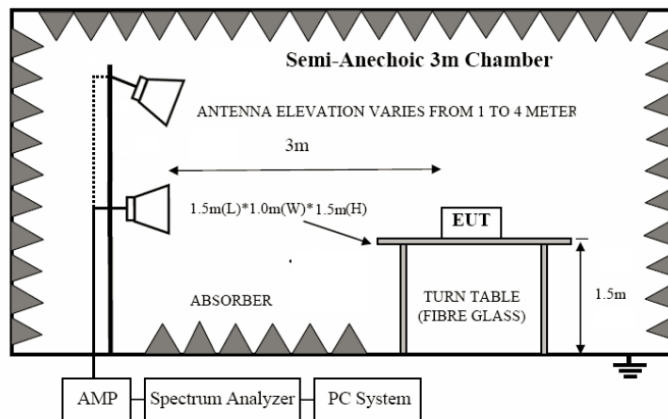 Semi-Anechoic 3m Chamber
ANTENNA ELEVATION VARIES FROM 1 TO 4 METER
3m
1.5m(L)*1.0m(W)*1.5m(H)
EUT
ABSORBER
TURN TABLE
(FIBRE GLASS)
1.5m
AMP
Spectrum Analyzer
PC System